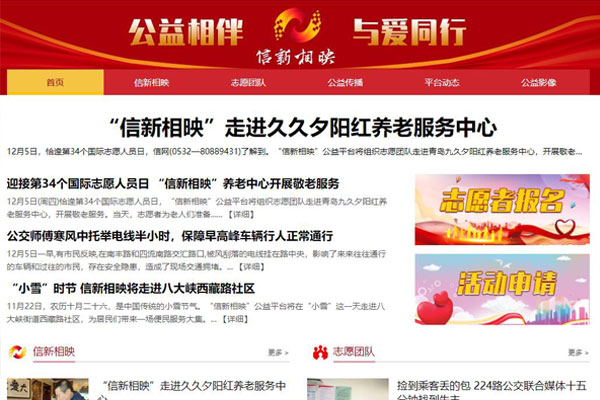 公益相伴 与爱同行
信新相映
首页 信新相映 志愿团队 公益传播 平台动态 公益影像
“信新相映”走进久久夕阳红养老服务中心
12月5日，恰逢第34个国际志愿人员日，信网(0532—80889431)了解到。“信新相映”公益平台将组织志愿团队走进青岛九久夕阳红养老服务中心，开展敬老...
迎接第34个国际志愿人员日 “信新相映”养老中心开展敬老服务
12月5日(周四)恰逢第34个国际志愿人员日，“信新相映”公益平台将组织志愿团队走进青岛九久夕阳红养
老服务中心，开展敬老服务。当天，志愿者为老人们准备...... 【详细】
公交师傅寒风中托举电线半小时，保障早高峰车辆行人正常通行
12月5日一早,有市民反映,在南丰路和四流南路交汇路口,被风刮落的电线挂在路中央，影响了来来往往通行
的车辆和过往的市民，存在安全隐患，造成了现场交通拥堵。... 【详细】
“小雪”时节 信新相映将走进八大峡西藏路社区
11月22日，农历十月二十六，是中国传统的小雪节气。“信新相映”公益平台将在“小雪”这一天走进八大
峡街道西藏路社区，为居民们带来一场便民服务大集。... 【详细】
志愿者报名
活动申请
信新相映 更多 »
志愿团队 更多 »
“信新相映”走进久久夕阳红养老服务中
心
捡到乘客丢的包 224路公交联合媒体十五
分钟找到失主